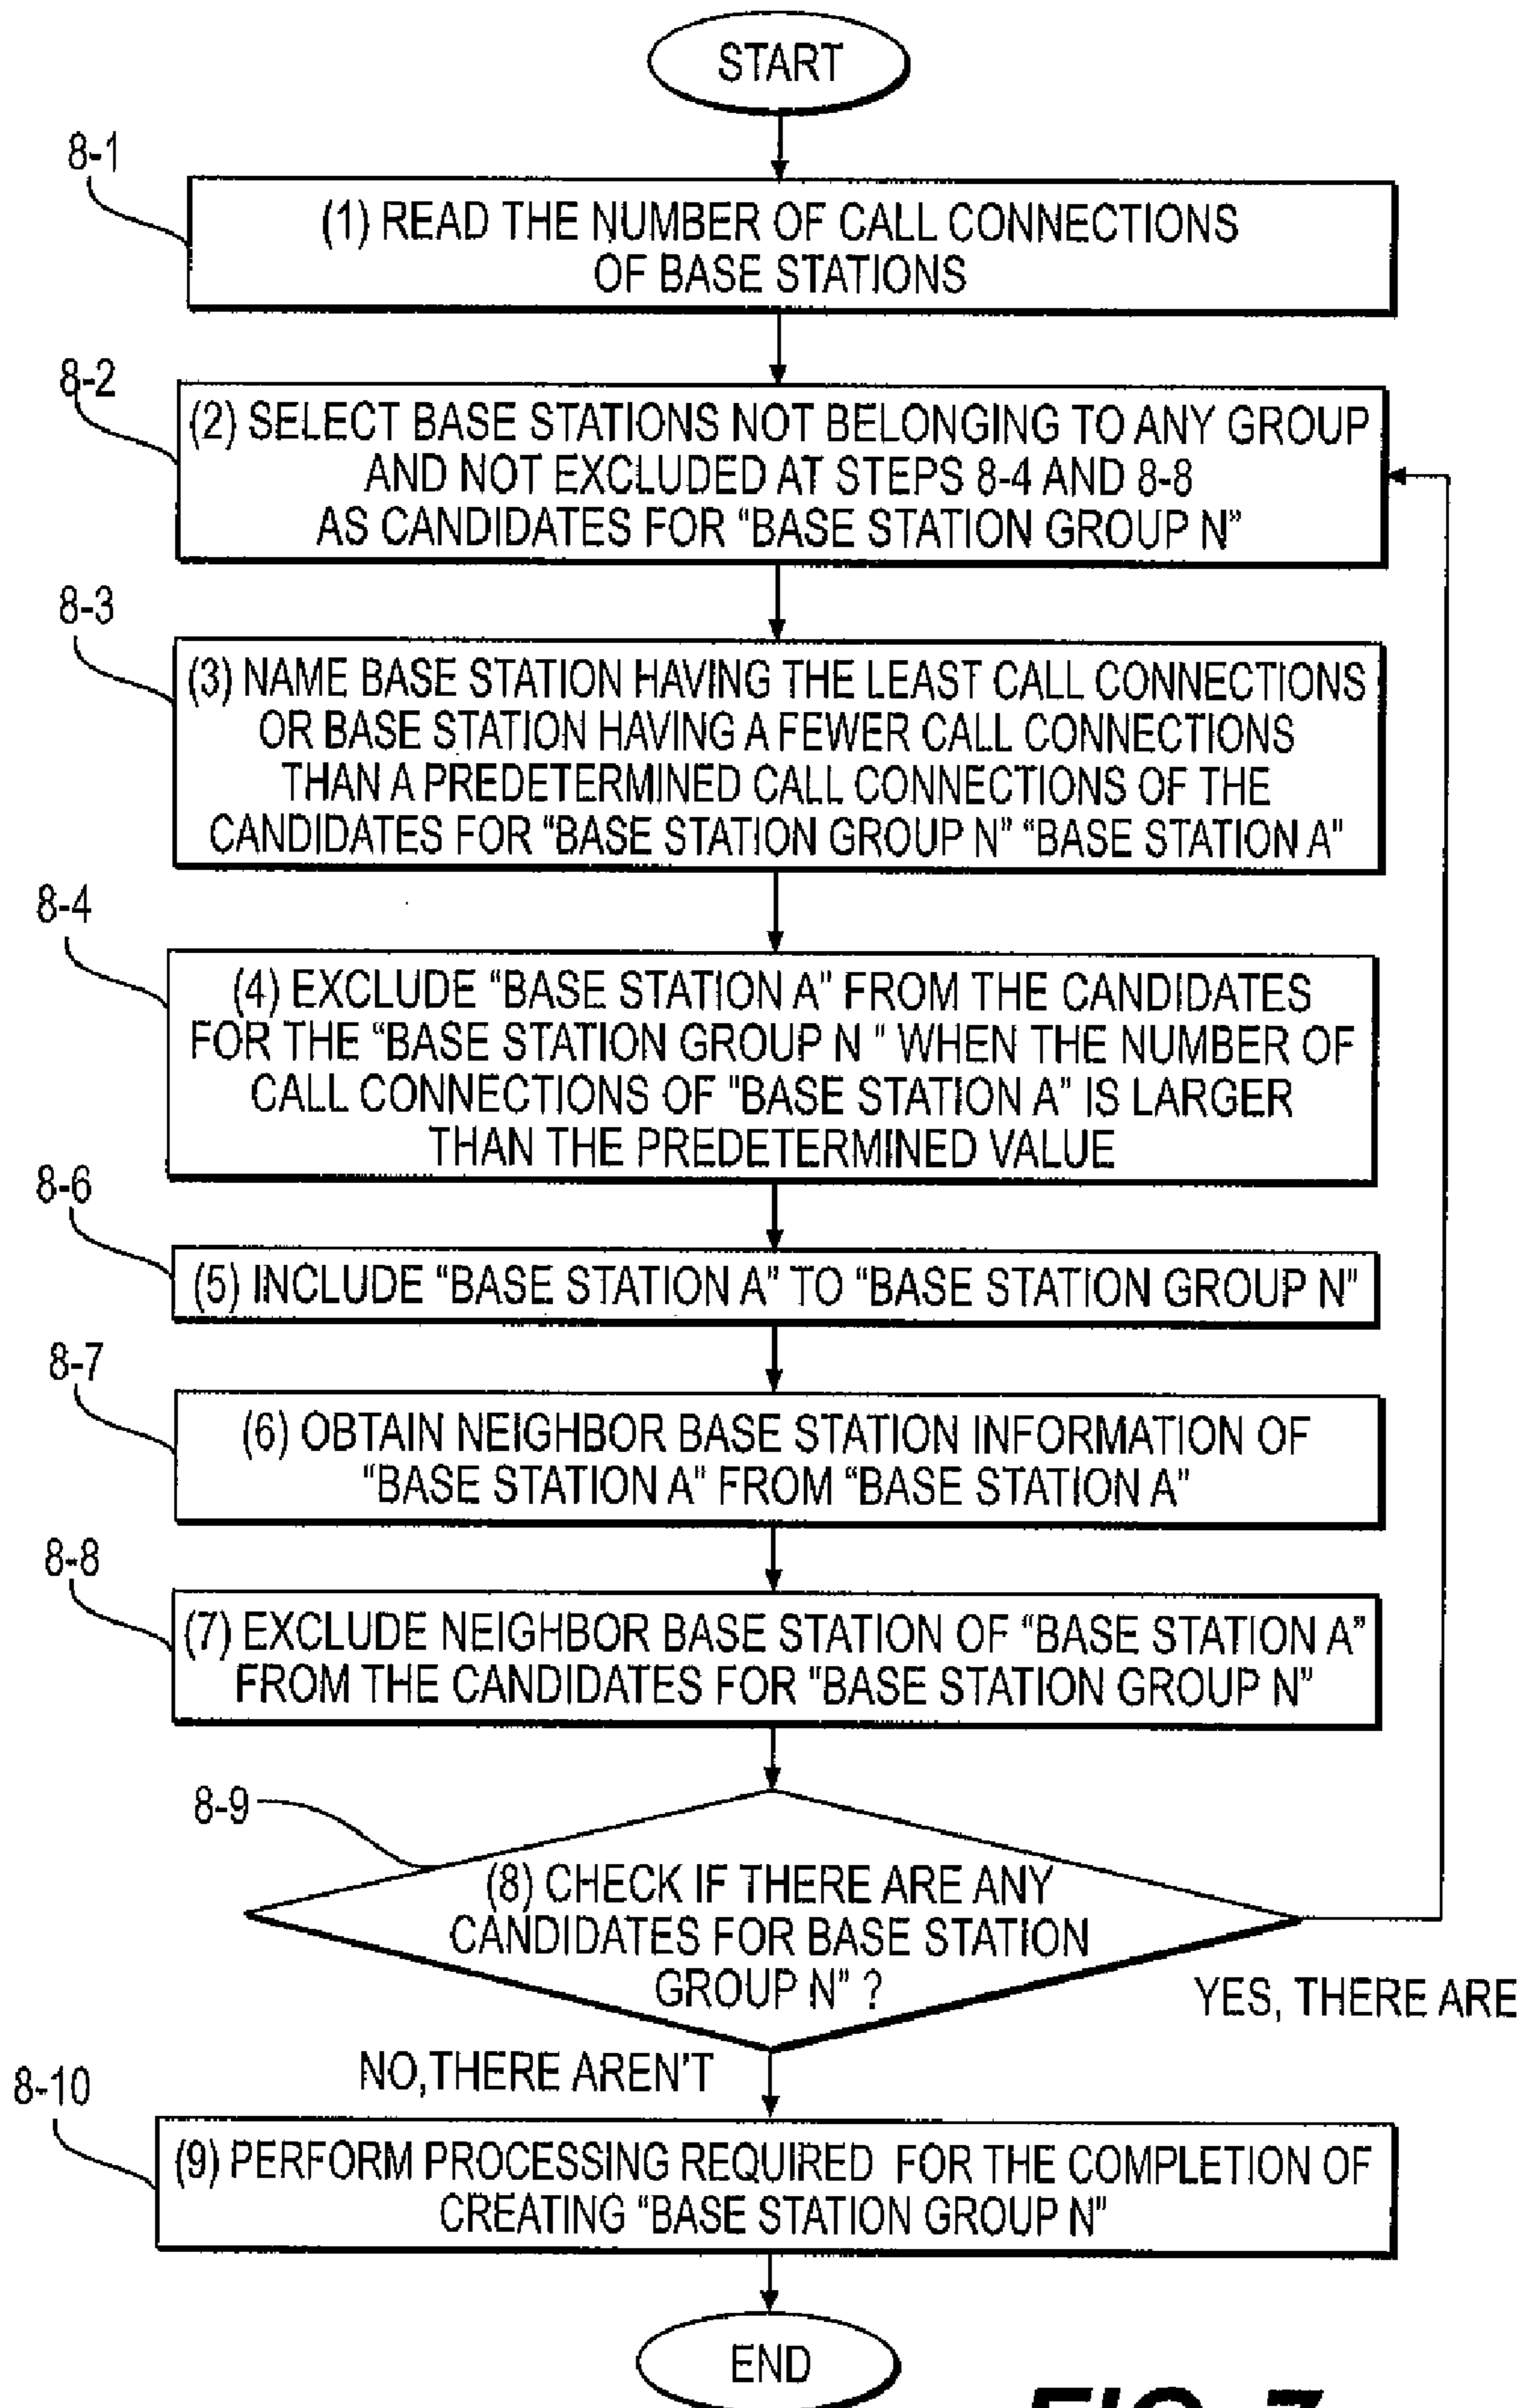 START
8-1
(1) READ THE NUMBER OF CALL CONNECTIONS
OF BASE STATIONS
8-2
(2) SELECT BASE STATIONS NOT BELONGING TO ANY GROUP
AND NOT EXCLUDED AT STEPS 8-4 AND 8-8
AS CANDIDATES FOR "BASE STATION GROUP N"
8-3
(3) NAME BASE STATION HAVING THE LEAST CALL CONNECTIONS
OR BASE STATION HAVING A FEWER CALL CONNECTIONS
THAN A PREDETERMINED CALL CONNECTIONS OF THE
CANDIDATES FOR "BASE STATION GROUP N" "BASE STATION A"
8-4
(4) EXCLUDE "BASE STATION A" FROM THE CANDIDATES
FOR THE "BASE STATION GROUP N " WHEN THE NUMBER OF
CALL CONNECTIONS OF "BASE STATION A" IS LARGER
THAN THE PREDETERMINED VALUE
8-6
(5) INCLUDE "BASE STATION A" TO "BASE STATION GROUP N"
8-7
(6) OBTAIN NEIGHBOR BASE STATION INFORMATION OF
"BASE STATION A" FROM "BASE STATION A"
8-8
(7) EXCLUDE NEIGHBOR BASE STATION OF "BASE STATION A"
FROM THE CANDIDATES FOR "BASE STATION GROUP N"
8-9
(8) CHECK IF THERE ARE ANY
CANDIDATES FOR BASE STATION
GROUP N" ?
YES, THERE ARE
NO,THERE AREN'T
8-10
(9) PERFORM PROCESSING REQUIRED FOR THE COMPLETION OF
CREATING "BASE STATION GROUP N"
END